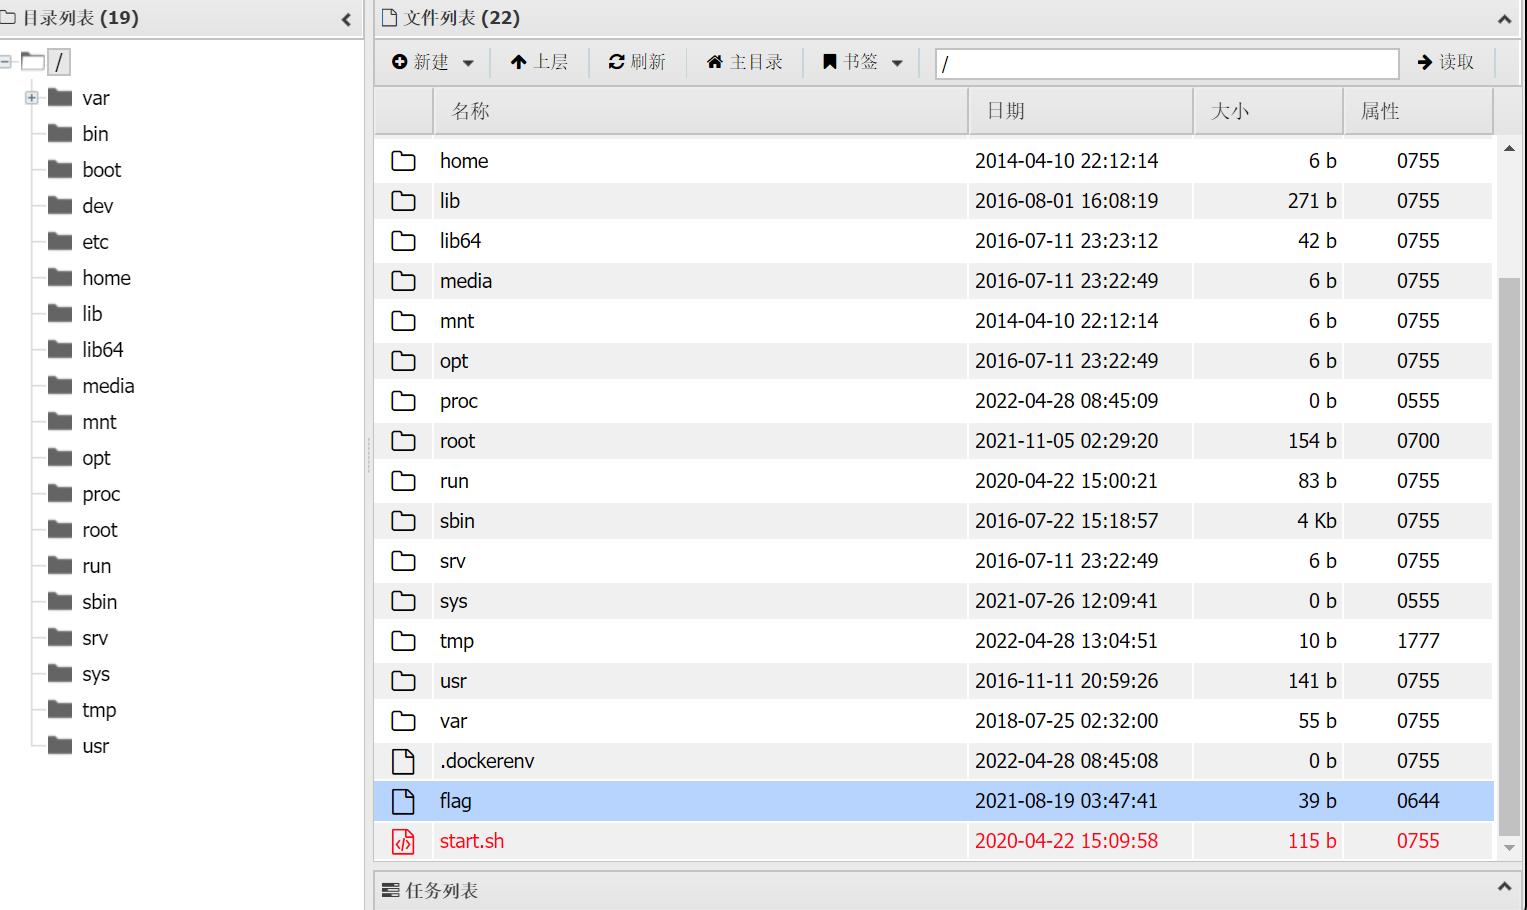 目录列表 (19)
/
var
bin
boot
dev
etc
home
lib
lib64
media
mnt
opt
proc
root
run
sbin
srv
sys
tmp
usr
文件列表 (22)
新建 上层 刷新 主目录 书签 / 读取
名称 日期 大小 属性
home 2014-04-10 22:12:14 6 b 0755
lib 2016-08-01 16:08:19 271 b 0755
lib64 2016-07-11 23:23:12 42 b 0755
media 2016-07-11 23:22:49 6 b 0755
mnt 2014-04-10 22:12:14 6 b 0755
opt 2016-07-11 23:22:49 6 b 0755
proc 2022-04-28 08:45:09 0 b 0555
root 2021-11-05 02:29:20 154 b 0700
run 2020-04-22 15:00:21 83 b 0755
sbin 2016-07-22 15:18:57 4 Kb 0755
srv 2016-07-11 23:22:49 6 b 0755
sys 2021-07-26 12:09:41 0 b 0555
tmp 2022-04-28 13:04:51 10 b 1777
usr 2016-11-11 20:59:26 141 b 0755
var 2018-07-25 02:32:00 55 b 0755
.dockerenv 2022-04-28 08:45:08 0 b 0755
flag 2021-08-19 03:47:41 39 b 0644
start.sh 2020-04-22 15:09:58 115 b 0755
任务列表